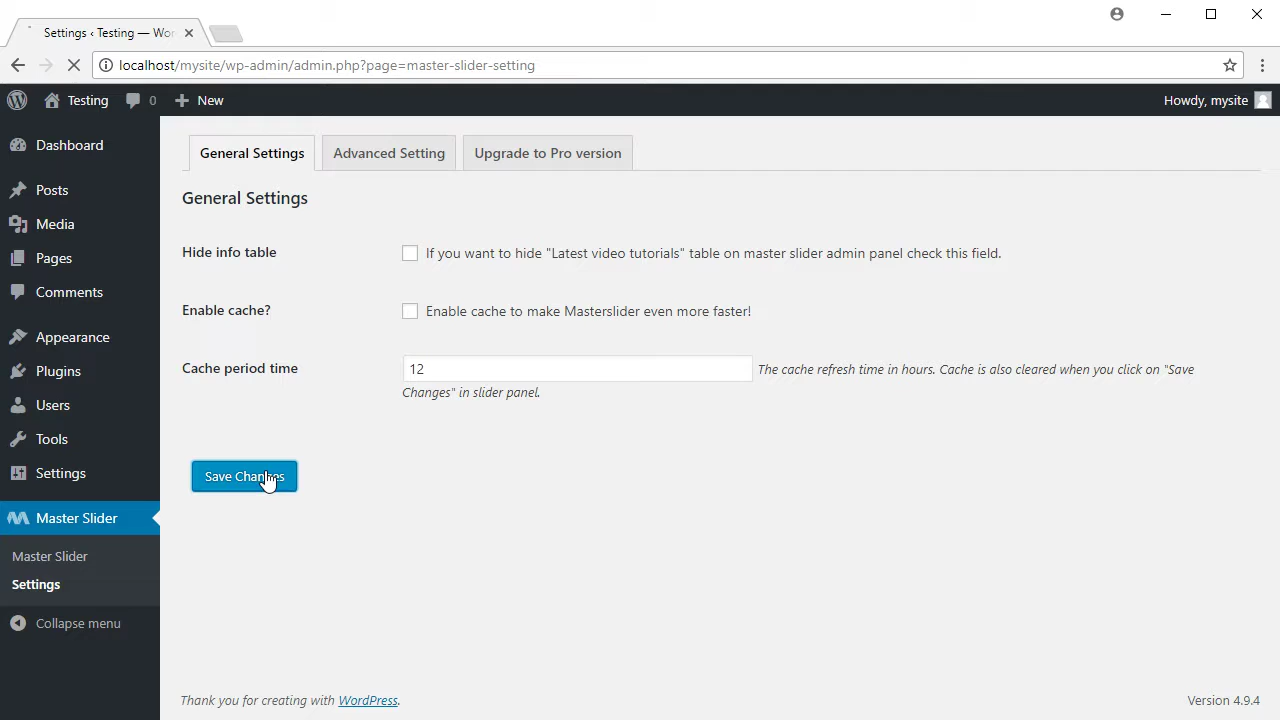 Settings ‹ Testing — Wor
localhost/mysite/wp-admin/admin.php?page=master-slider-setting
Testing 0 New Howdy, mysite
Dashboard
Posts
Media
Pages
Comments
Appearance
Plugins
Users
Tools
Settings
Master Slider
Master Slider
Settings
Collapse menu
General Settings Advanced Setting Upgrade to Pro version
General Settings
Hide info table If you want to hide "Latest video tutorials" table on master slider admin panel check this field.
Enable cache? Enable cache to make Masterslider even more faster!
Cache period time 12 The cache refresh time in hours. Cache is also cleared when you click on "Save
Changes" in slider panel.
Save Changes
Thank you for creating with WordPress. Version 4.9.4